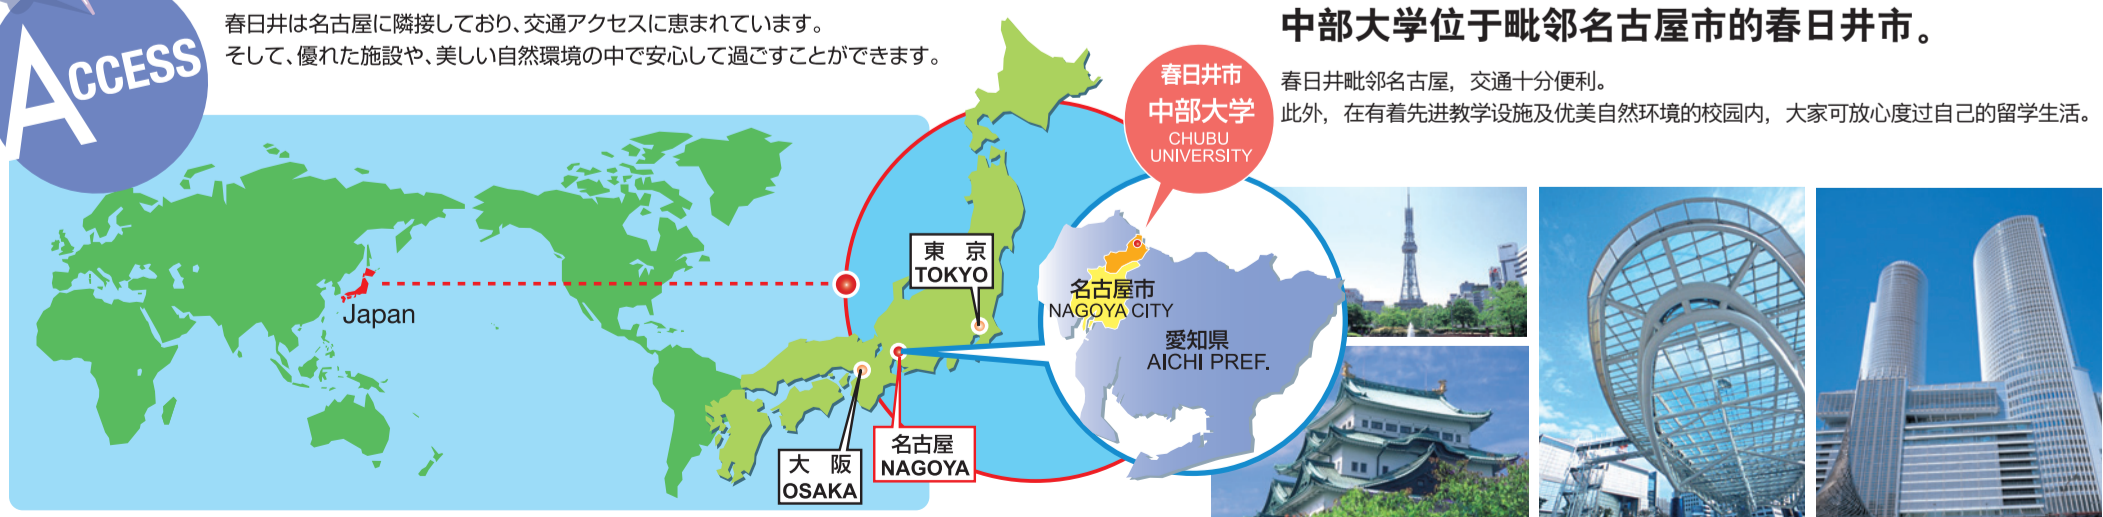 ACCESS
春日井は名古屋に隣接しており、交通アクセスに恵まれています。
そして、優れた施設や、美しい自然環境の中で安心して過ごすことができます。
中部大学位于毗邻名古屋市的春日井市。
春日井毗邻名古屋，交通十分便利。
此外，在有着先进教学设施及优美自然环境的校园内，大家可放心度过自己的留学生活。
春日井市
中部大学
CHUBU
UNIVERSITY
東 京
TOKYO
名古屋市
NAGOYA CITY
愛知県
AICHI PREF.
Japan
名古屋
NAGOYA
大 阪
OSAKA